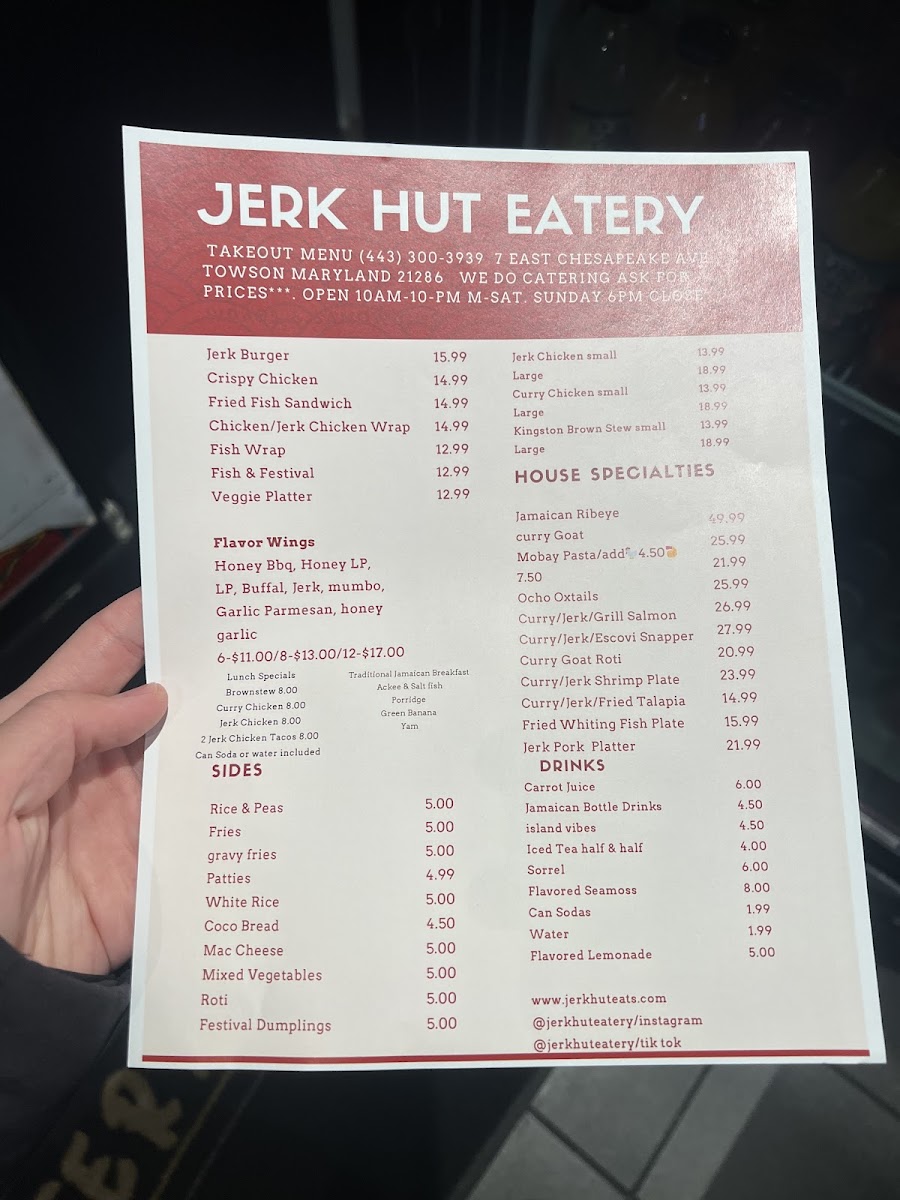 JERK HUT EATERY
TAKEOUT MENU (443) 300-3939 7 EAST CHESAPEAKE AVE
TOWSON MARYLAND 21286 WE DO CATERING ASK FOR
PRICES***. OPEN 10AM-10-PM M-SAT. SUNDAY 6PM CLOSE
Jerk Burger 15.99
Crispy Chicken 14.99
Fried Fish Sandwich 14.99
Chicken/Jerk Chicken Wrap 14.99
Fish Wrap 12.99
Fish & Festival 12.99
Veggie Platter 12.99
Flavor Wings
Honey Bbq, Honey LP,
LP, Buffal, Jerk, mumbo,
Garlic Parmesan, honey
garlic
6-$11.00/8-$13.00/12-$17.00
Lunch Specials
Brownstew 8.00
Curry Chicken 8.00
Jerk Chicken 8.00
2 Jerk Chicken Tacos 8.00
Can Soda or water included
Traditional Jamaican Breakfast
Ackee & Salt fish
Porridge
Green Banana
Yam
SIDES
Rice & Peas 5.00
Fries 5.00
gravy fries 5.00
Patties 4.99
White Rice 5.00
Coco Bread 4.50
Mac Cheese 5.00
Mixed Vegetables 5.00
Roti 5.00
Festival Dumplings 5.00
Jerk Chicken small 13.99
Large 18.99
Curry Chicken small 13.99
Large 18.99
Kingston Brown Stew small 13.99
Large 18.99
HOUSE SPECIALTIES
Jamaican Ribeye 49.99
curry Goat 25.99
Mobay Pasta/add🐓4.50🍤 21.99
7.50
Ocho Oxtails 25.99
Curry/Jerk/Grill Salmon 26.99
Curry/Jerk/Escovi Snapper 27.99
Curry Goat Roti 20.99
Curry/Jerk Shrimp Plate 23.99
Curry/Jerk/Fried Talapia 14.99
Fried Whiting Fish Plate 15.99
Jerk Pork Platter 21.99
DRINKS
Carrot Juice 6.00
Jamaican Bottle Drinks 4.50
island vibes 4.50
Iced Tea half & half 4.00
Sorrel 6.00
Flavored Seamoss 8.00
Can Sodas 1.99
Water 1.99
Flavored Lemonade 5.00
www.jerkhuteats.com
@jerkhuteatery/instagram
@jerkhuteatery/tik tok